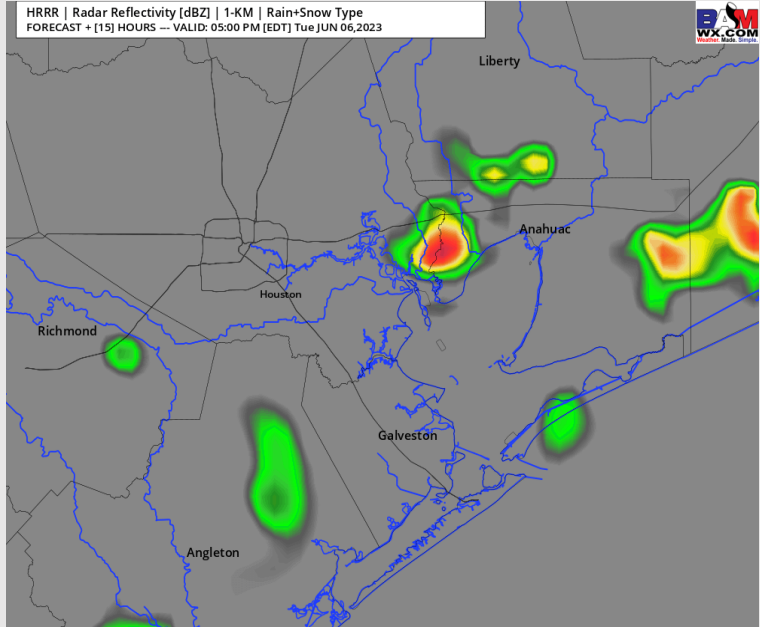 HRRR | Radar Reflectivity [dBZ] | 1-KM | Rain+Snow Type
FORECAST + [15] HOURS --- VALID: 05:00 PM [EDT] Tue JUN 06,2023
BAM
WX.COM
Weather. Made. Simple.
Liberty
Anahuac
Houston
Richmond
Galveston
Angleton